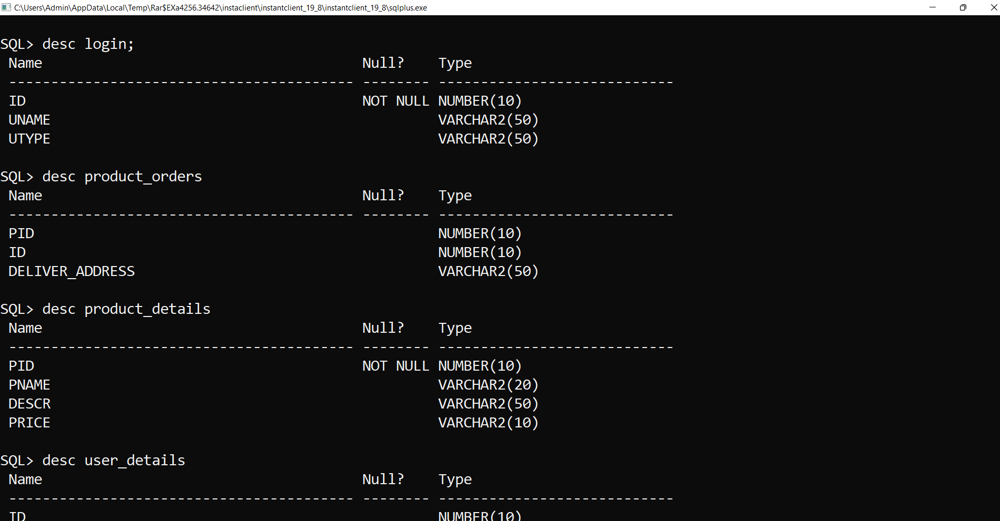 C:\Users\Admin\AppData\Local\Temp\Rar$EXa4256.34642\instaclient\instantclient_19_8\instantclient_19_8\sqlplus.exe
SQL> desc login;
Name Null? Type
----------------------------------------- -------- ----------------------------
ID NOT NULL NUMBER(10)
UNAME VARCHAR2(50)
UTYPE VARCHAR2(50)
SQL> desc product_orders
Name Null? Type
----------------------------------------- -------- ----------------------------
PID NUMBER(10)
ID NUMBER(10)
DELIVER_ADDRESS VARCHAR2(50)
SQL> desc product_details
Name Null? Type
----------------------------------------- -------- ----------------------------
PID NOT NULL NUMBER(10)
PNAME VARCHAR2(20)
DESCR VARCHAR2(50)
PRICE VARCHAR2(10)
SQL> desc user_details
Name Null? Type
----------------------------------------- -------- ----------------------------
ID NUMBER(10)